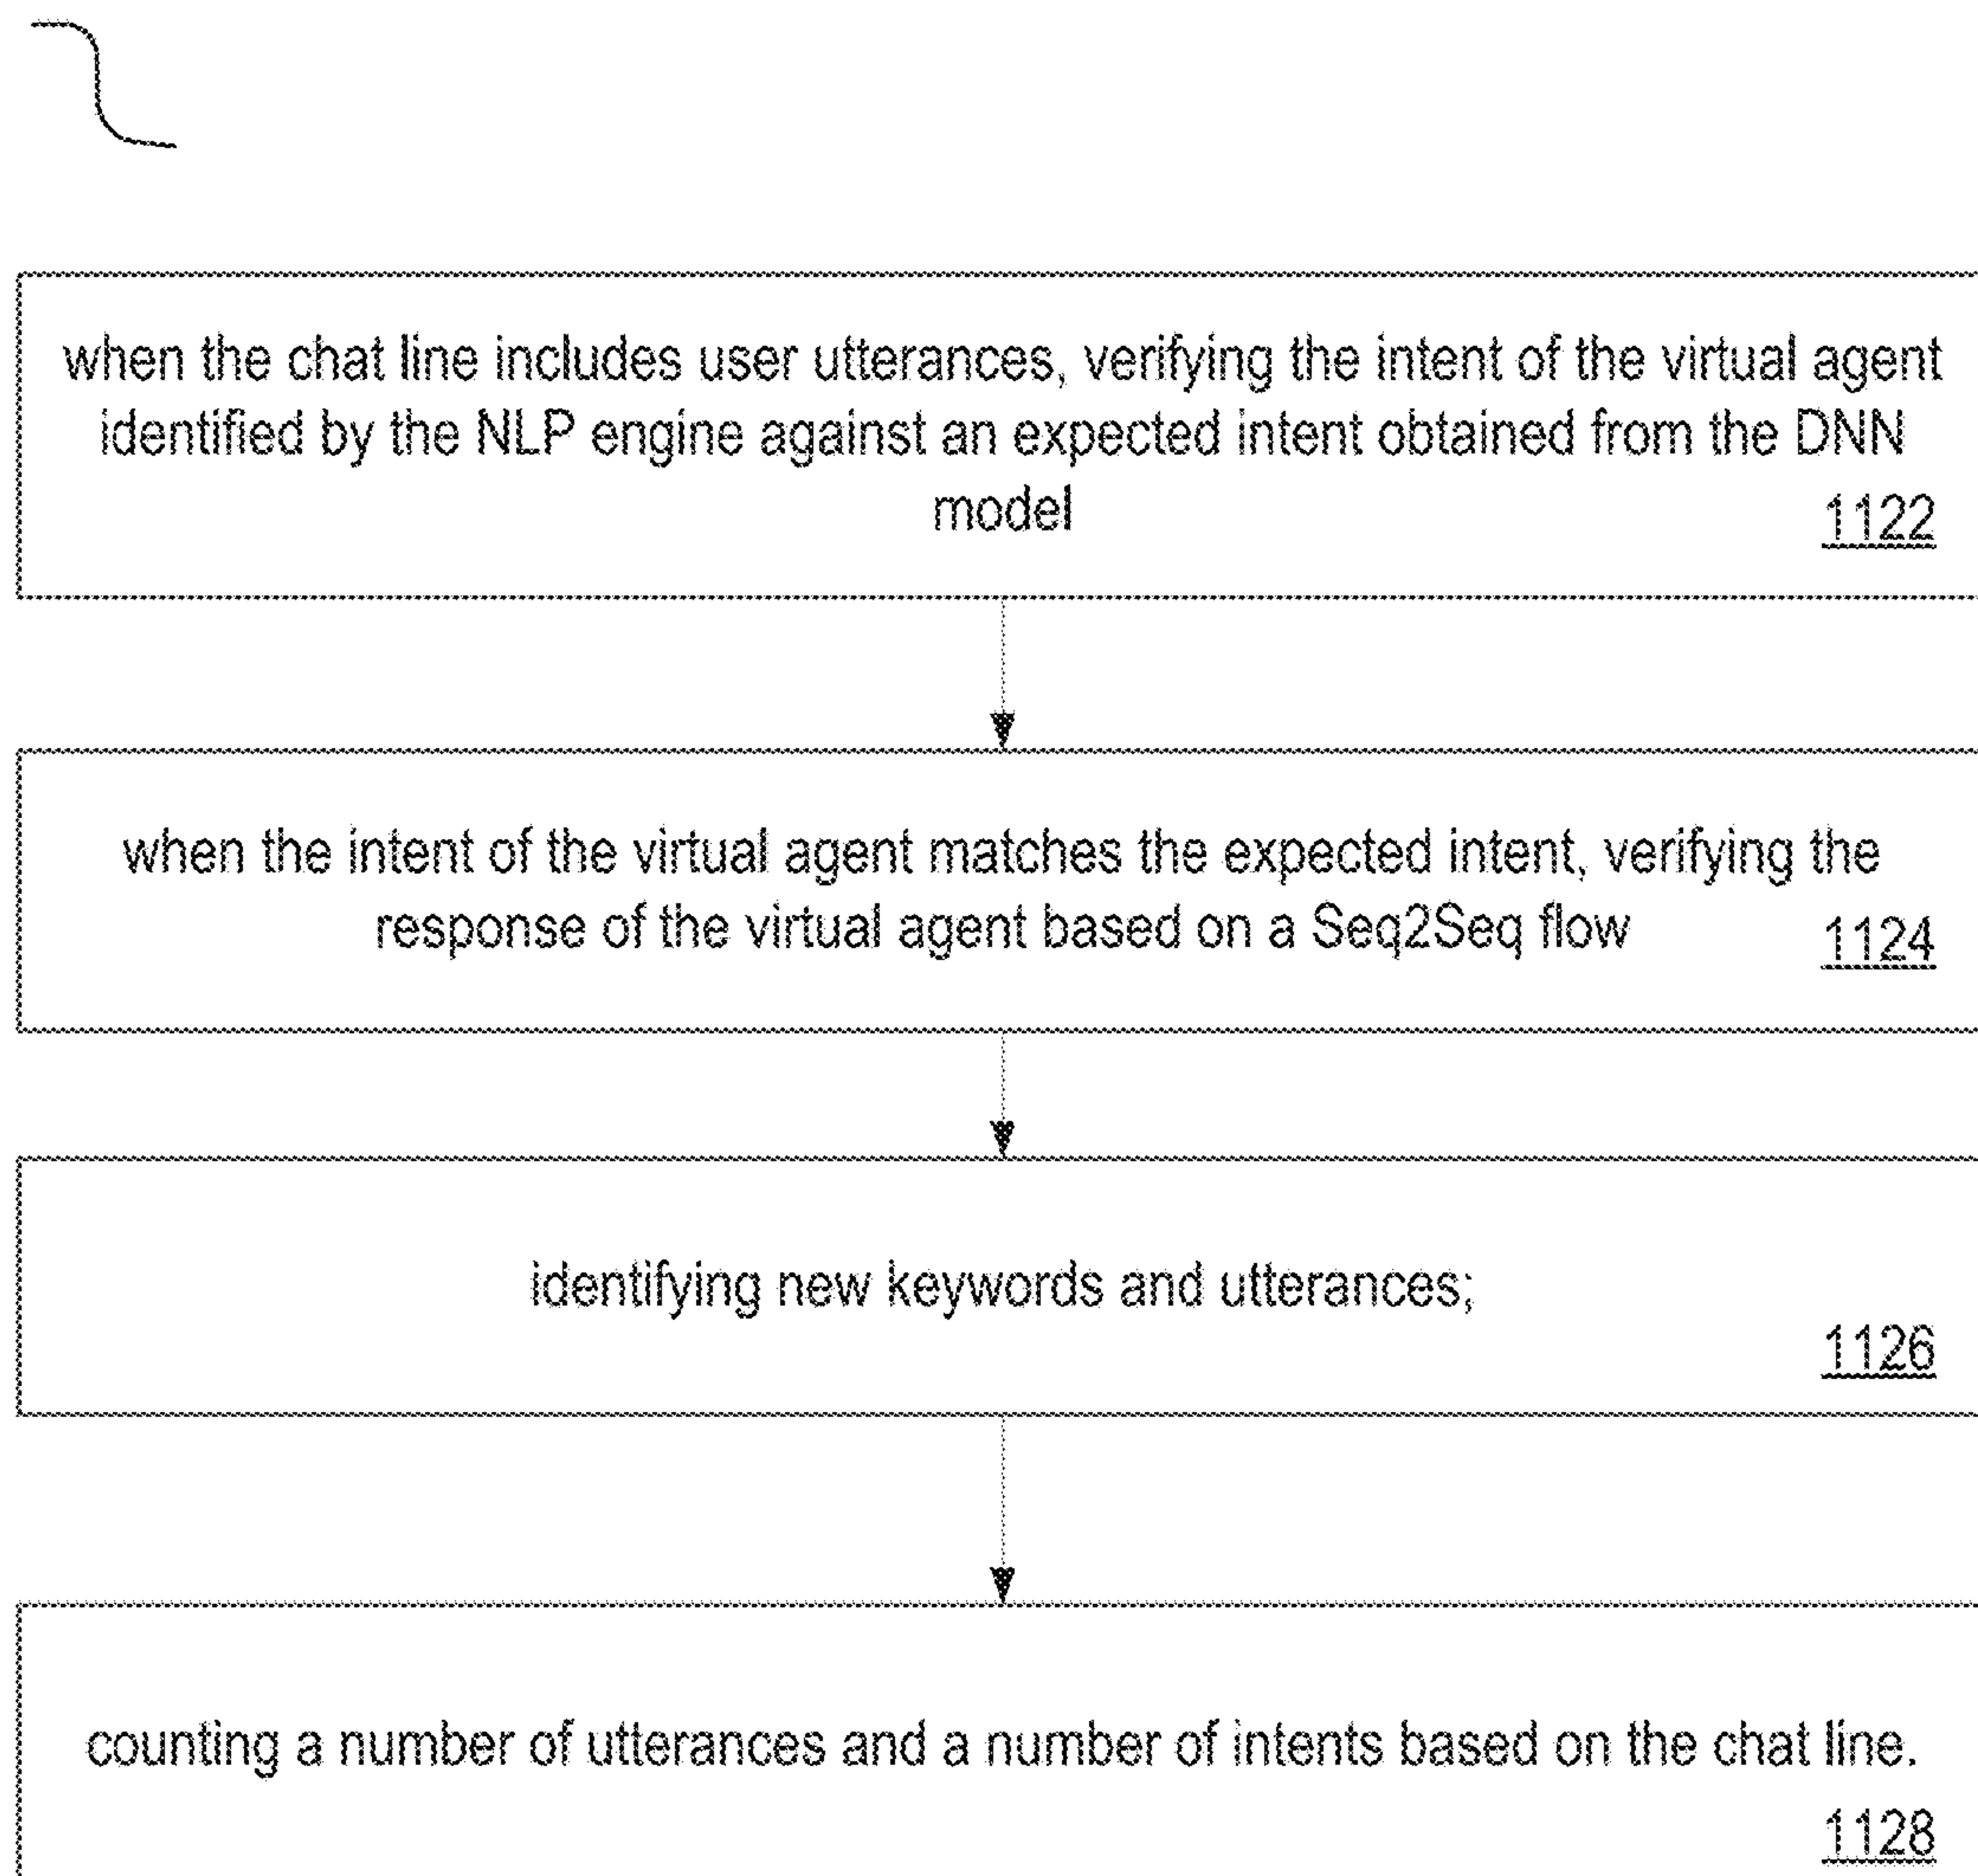 when the chat line includes user utterances, verifying the intent of the virtual agent
identified by the NLP engine against an expected intent obtained from the DNN
model
1122
when the intent of the virtual agent matches the expected intent, verifying the
response of the virtual agent based on a Seq2Seq flow
1124
identifying new keywords and utterances;
1126
counting a number of utterances and a number of intents based on the chat line.
1128